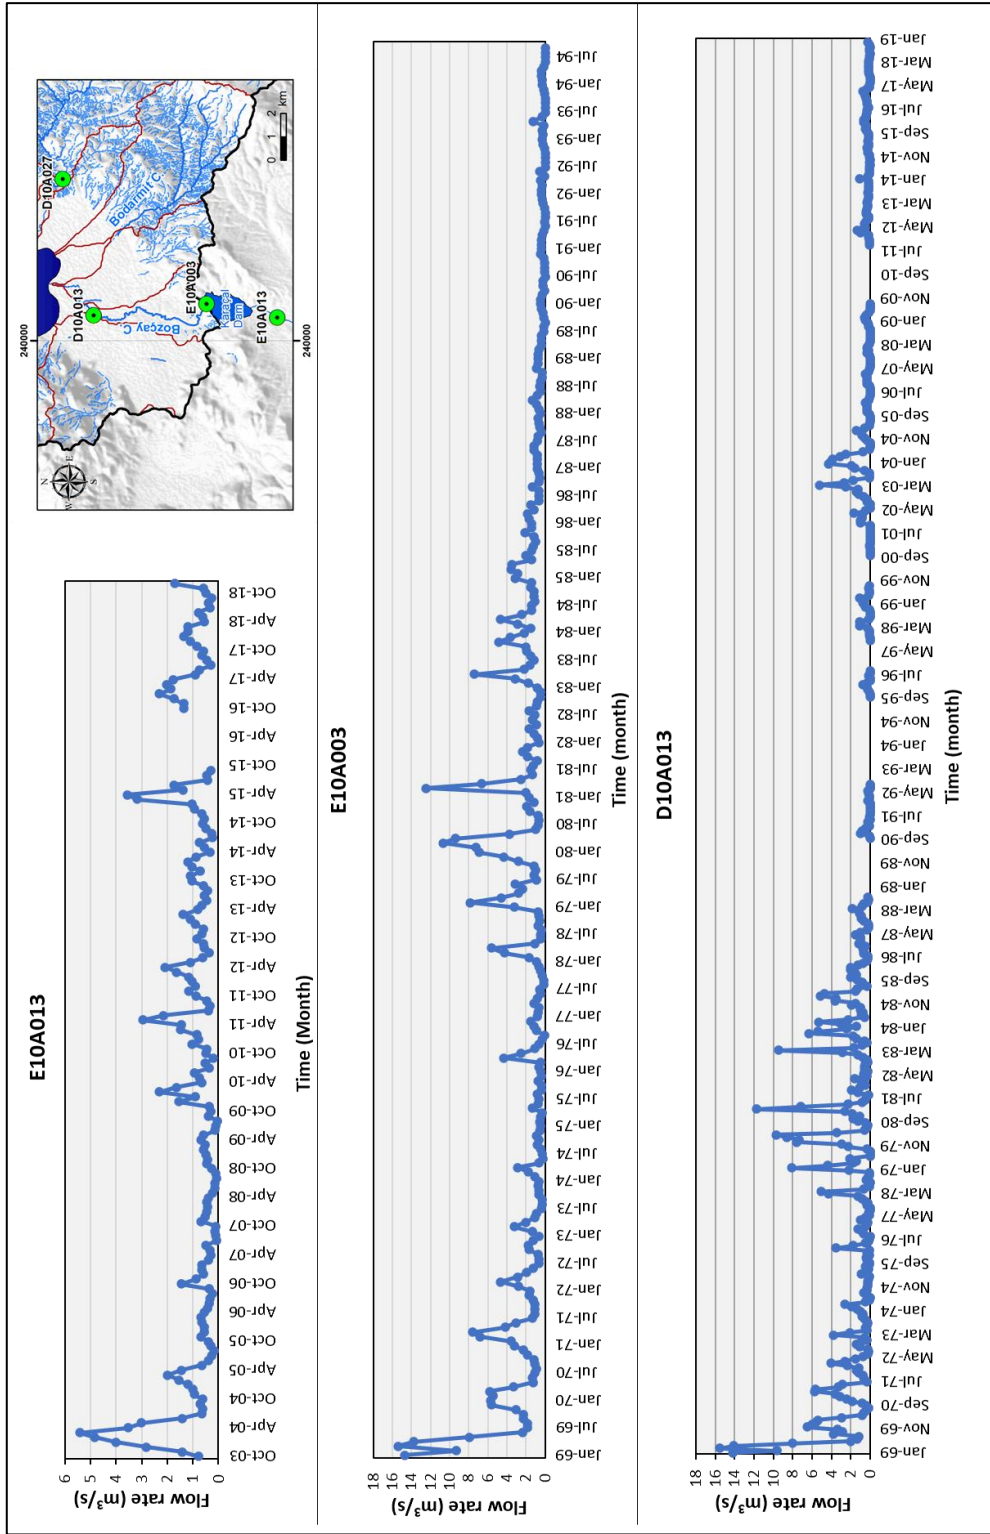 E10A013
Flow rate (m³/s)
6
5
4
3
2
1
0
Oct-03
Apr-04
Oct-04
Apr-05
Oct-05
Apr-06
Oct-06
Apr-07
Oct-07
Apr-08
Oct-08
Apr-09
Oct-09
Apr-10
Oct-10
Apr-11
Oct-11
Apr-12
Oct-12
Apr-13
Oct-13
Apr-14
Oct-14
Apr-15
Oct-15
Apr-16
Oct-16
Apr-17
Oct-17
Apr-18
Oct-18
Time (Month)
N
E
S
W
D10A027
D10A013
Bodarmit C.
Bozçay C
E10A003
Karaçal
Dam
E10A013
0 1 2
km
240000
240000
E10A003
Flow rate (m³/s)
18
16
14
12
10
8
6
4
2
0
Jan-69
Jul-69
Jan-70
Jul-70
Jan-71
Jul-71
Jan-72
Jul-72
Jan-73
Jul-73
Jan-74
Jul-74
Jan-75
Jul-75
Jan-76
Jul-76
Jan-77
Jul-77
Jan-78
Jul-78
Jan-79
Jul-79
Jan-80
Jul-80
Jan-81
Jul-81
Jan-82
Jul-82
Jan-83
Jul-83
Jan-84
Jul-84
Jan-85
Jul-85
Jan-86
Jul-86
Jan-87
Jul-87
Jan-88
Jul-88
Jan-89
Jul-89
Jan-90
Jul-90
Jan-91
Jul-91
Jan-92
Jul-92
Jan-93
Jul-93
Jan-94
Jul-94
Time (month)
D10A013
Flow rate (m³/s)
18
16
14
12
10
8
6
4
2
0
Jan-69
Nov-69
Sep-70
Jul-71
May-72
Mar-73
Jan-74
Nov-74
Sep-75
Jul-76
May-77
Mar-78
Jan-79
Nov-79
Sep-80
Jul-81
May-82
Mar-83
Jan-84
Nov-84
Sep-85
Jul-86
May-87
Mar-88
Jan-89
Nov-89
Sep-90
Jul-91
May-92
Mar-93
Jan-94
Nov-94
Sep-95
Jul-96
May-97
Mar-98
Jan-99
Nov-99
Sep-00
Jul-01
May-02
Mar-03
Jan-04
Nov-04
Sep-05
Jul-06
May-07
Mar-08
Jan-09
Nov-09
Sep-10
Jul-11
May-12
Mar-13
Jan-14
Nov-14
Sep-15
Jul-16
May-17
Mar-18
Jan-19
Time (month)